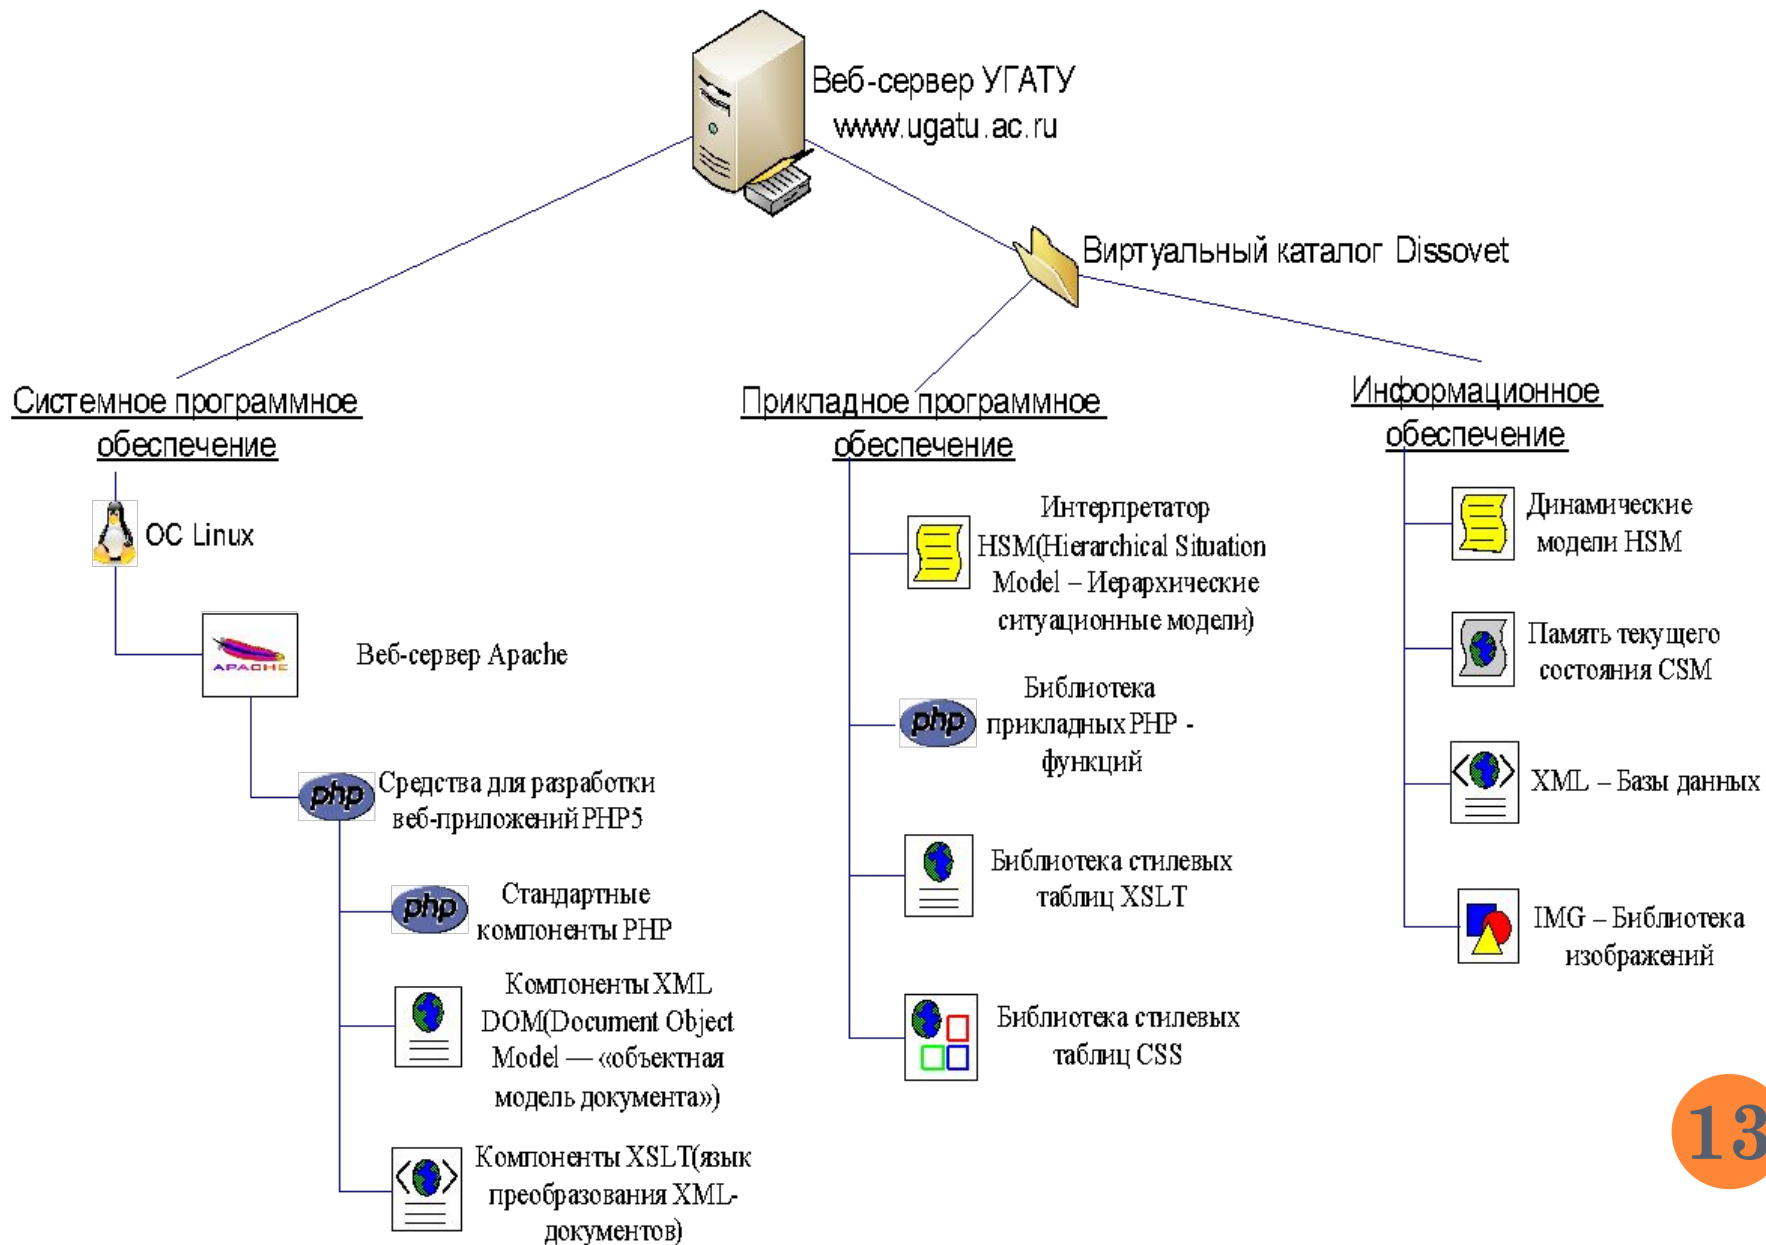 Веб-сервер УГАТУ
www.ugatu.ac.ru
Виртуальный каталог Dissovet
Системное программное
обеспечение
ОС Linux
APACHE
Веб-сервер Apache
php
Средства для разработки
веб-приложений PHP5
php
Стандартные
компоненты PHP
Компоненты XML
DOM(Document Object
Model — «объектная
модель документа»)
Компоненты XSLT(язык
преобразования XML-
документов)
Прикладное программное
обеспечение
Интерпретатор
HSM(Hierarchical Situation
Model – Иерархические
ситуационные модели)
php
Библиотека
прикладных PHP -
функций
Библиотека стилевых
таблиц XSLT
Библиотека стилевых
таблиц CSS
Информационное
обеспечение
Динамические
модели HSM
Память текущего
состояния CSM
XML – Базы данных
IMG – Библиотека
изображений
13